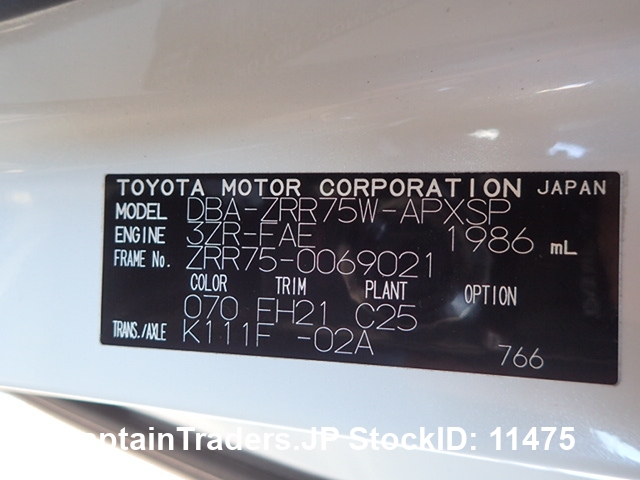 TOYOTA MOTOR CORPORATION JAPAN
MODEL DBA-ZRR75W-APXSP
ENGINE 3ZR-FAE 1986 mL
FRAME No. ZRR75-0069021
COLOR TRIM PLANT OPTION
070 FH21 C25
TRANS./AXLE K111F -02A
766
CaptainTraders.JP StockID: 11475